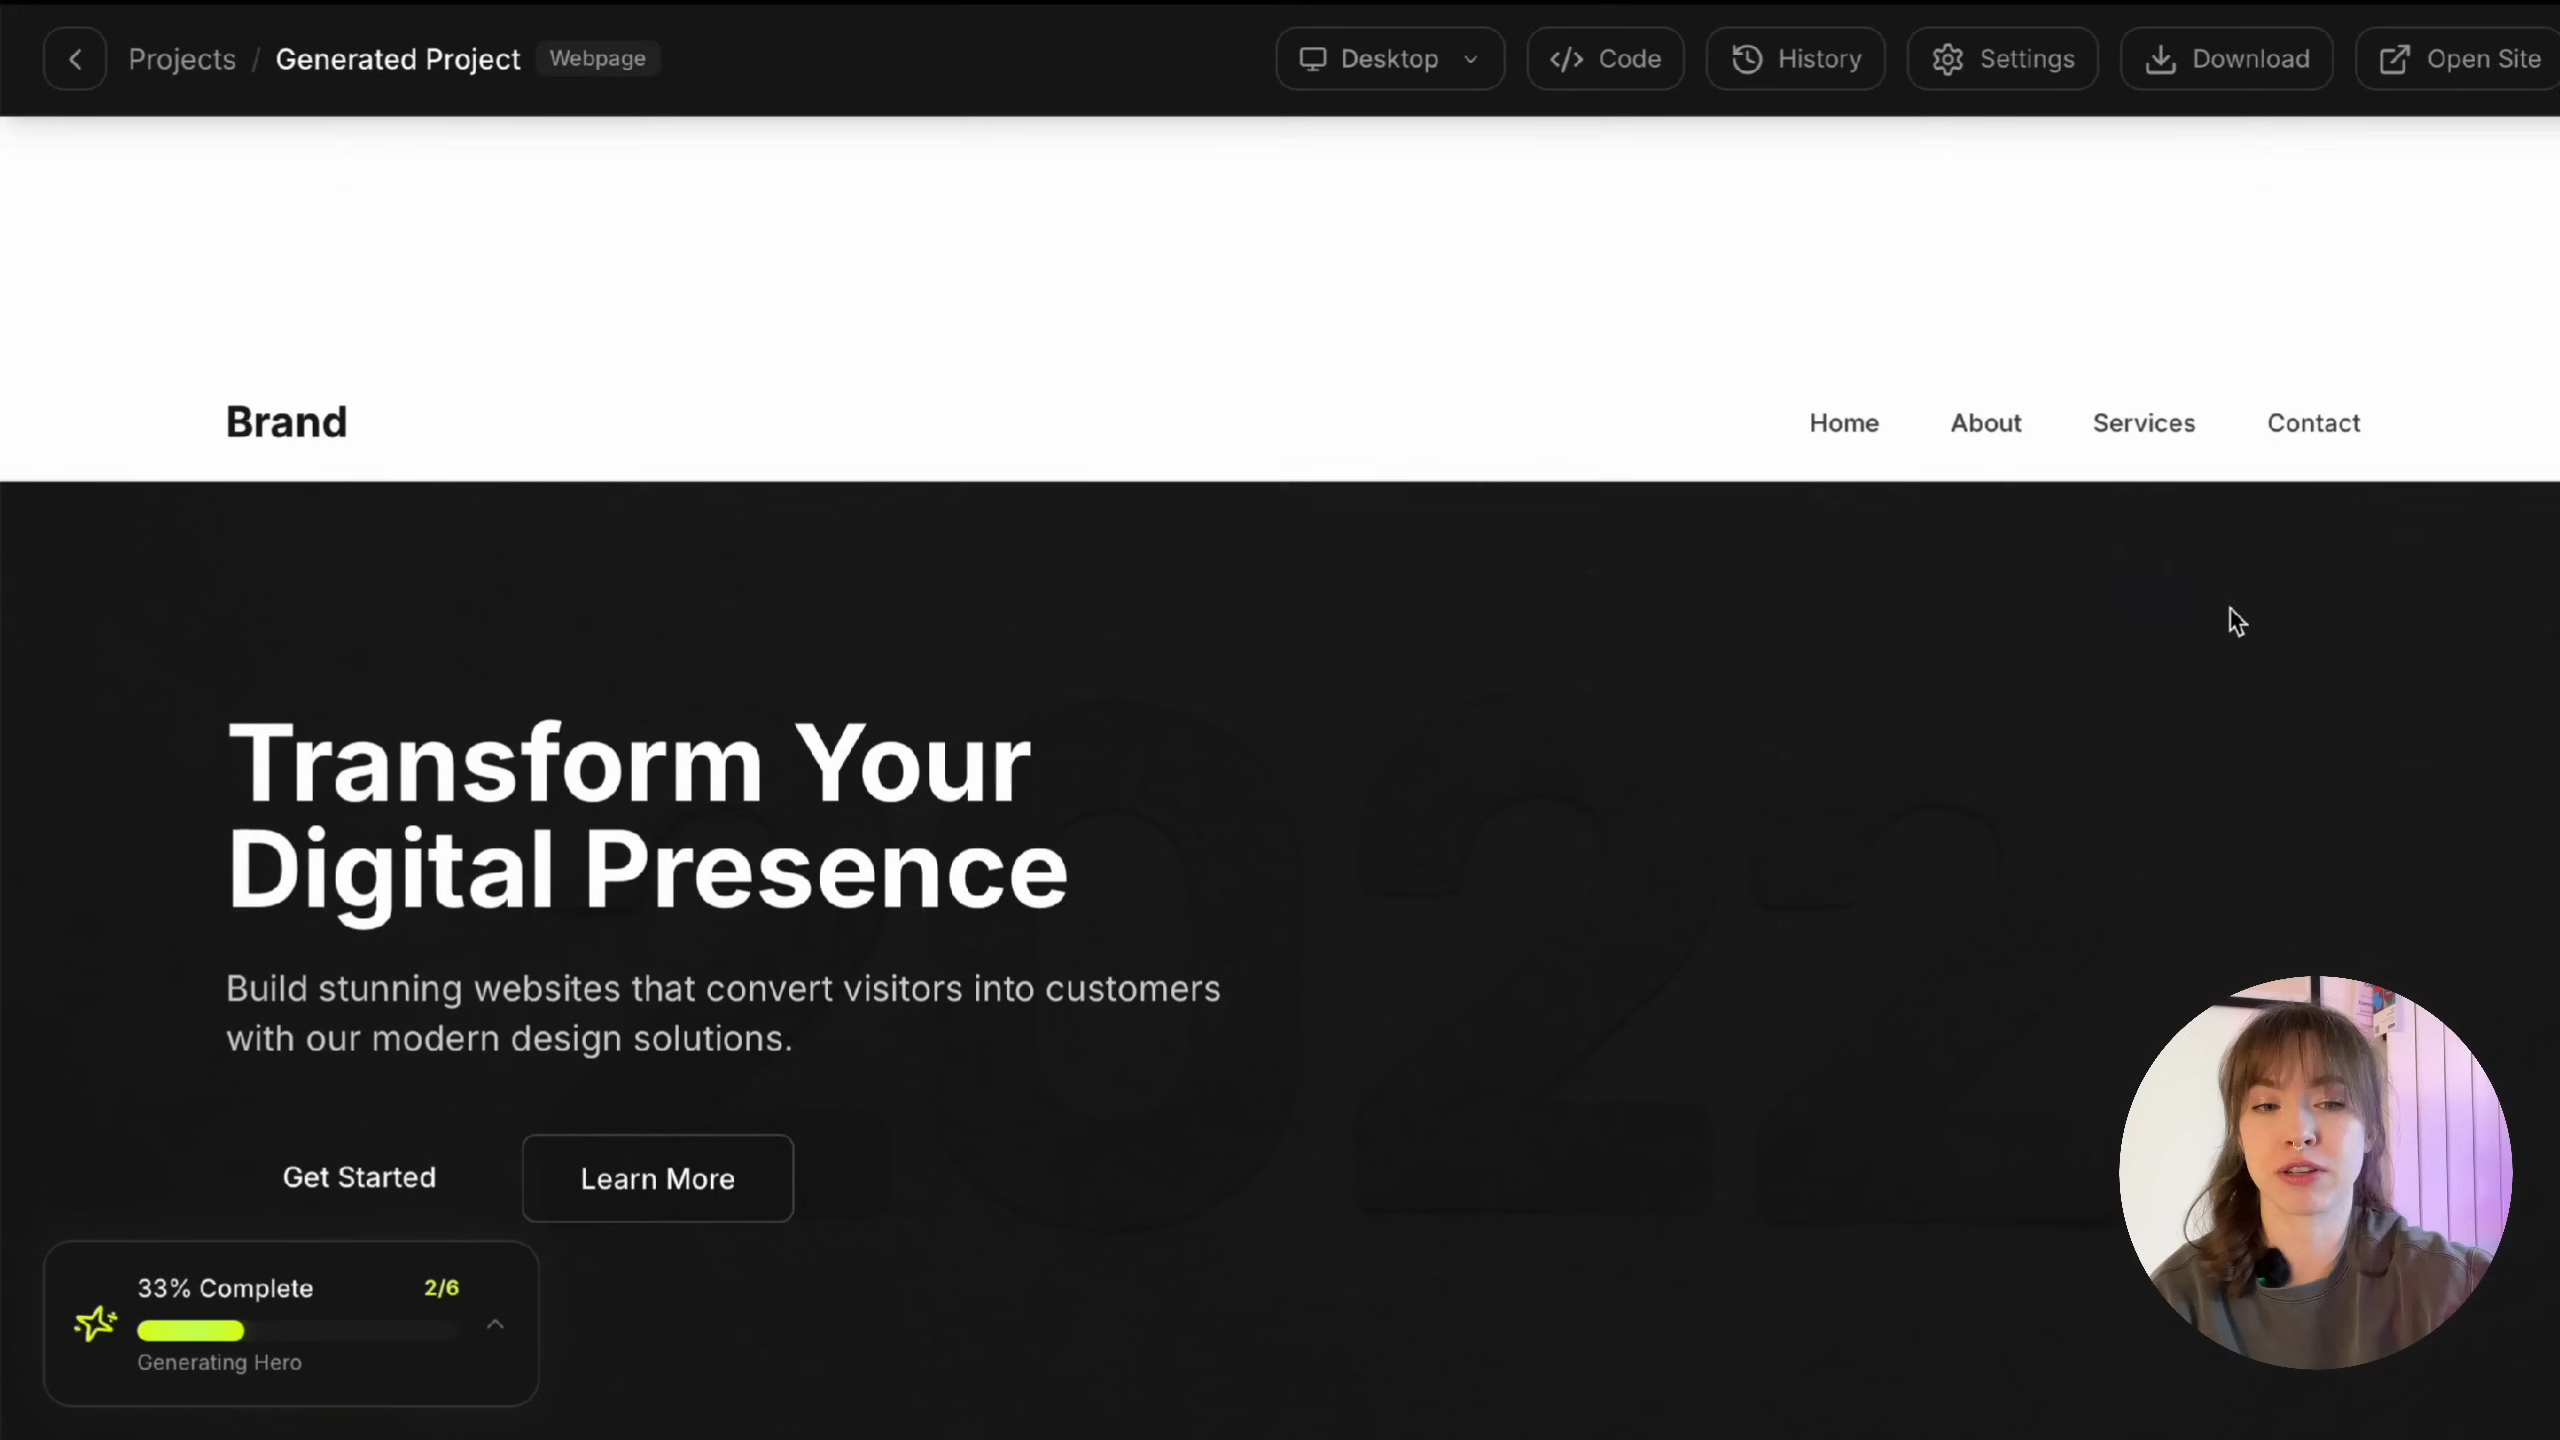 Projects / Generated Project Webpage Desktop </> Code History Settings Download Open Site
Brand Home About Services Contact
Transform Your
Digital Presence
Build stunning websites that convert visitors into customers
with our modern design solutions.
Get Started Learn More
33% Complete 2/6
Generating Hero
2022